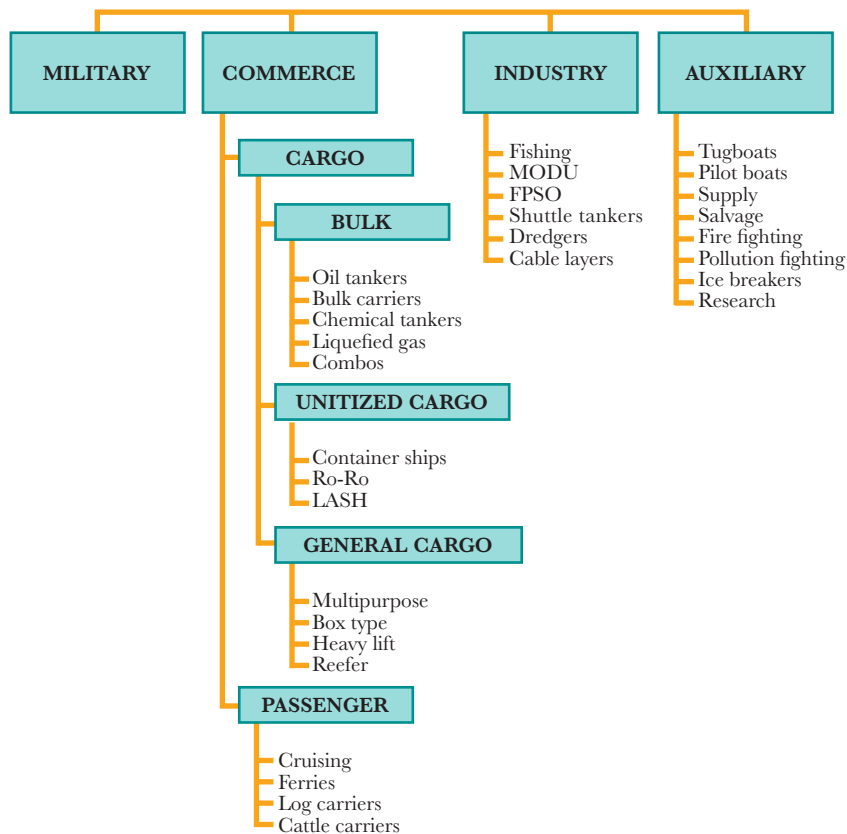 MILITARY
COMMERCE
INDUSTRY
AUXILIARY
CARGO
BULK
Oil tankers
Bulk carriers
Chemical tankers
Liquefied gas
Combos
UNITIZED CARGO
Container ships
Ro-Ro
LASH
GENERAL CARGO
Multipurpose
Box type
Heavy lift
Reefer
PASSENGER
Cruising
Ferries
Log carriers
Cattle carriers
Fishing
MODU
FPSO
Shuttle tankers
Dredgers
Cable layers
Tugboats
Pilot boats
Supply
Salvage
Fire fighting
Pollution fighting
Ice breakers
Research